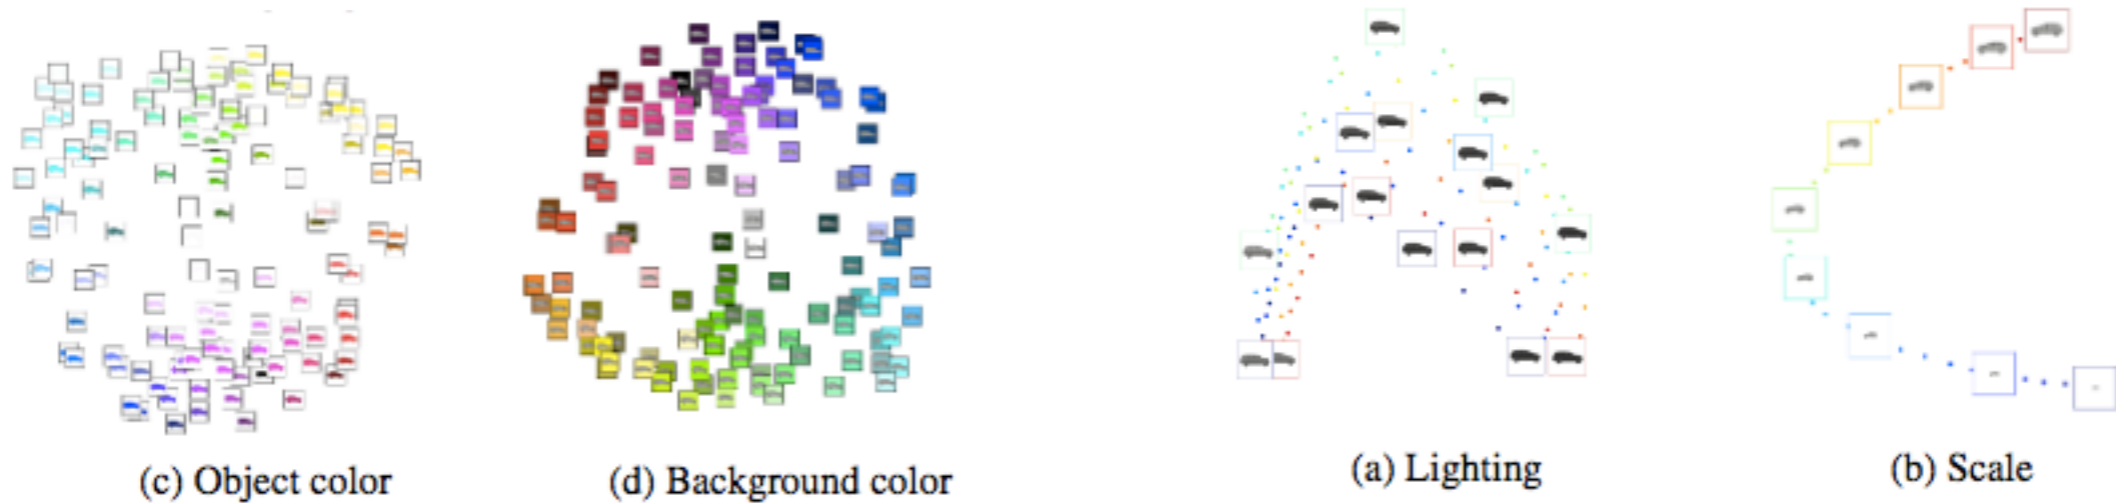 (c) Object color
(d) Background color
(a) Lighting
(b) Scale